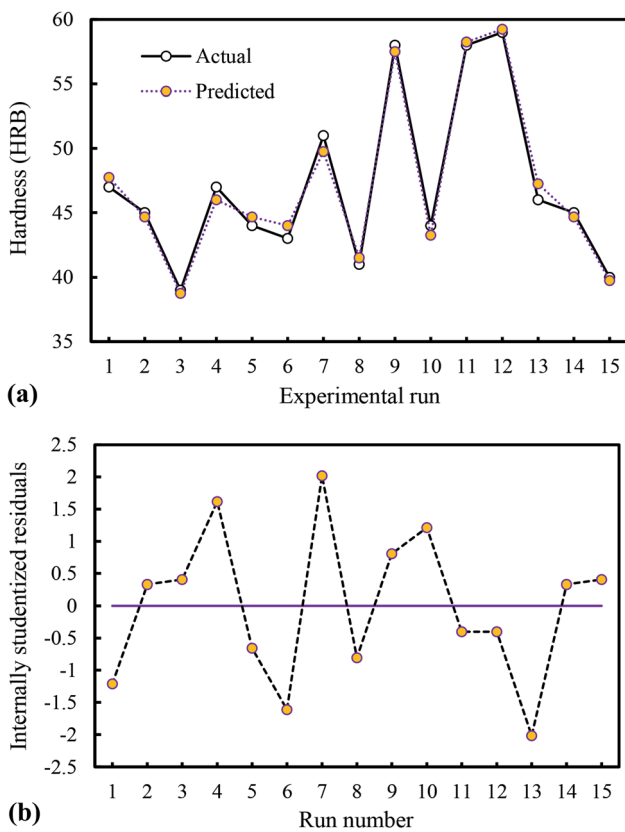 60
55
50
45
40
35
Hardness (HRB)
Actual
Predicted
1 2 3 4 5 6 7 8 9 10 11 12 13 14 15
Experimental run
(a)
2.5
2
1.5
1
0.5
0
-0.5
-1
-1.5
-2
-2.5
Internally studentized residuals
1 2 3 4 5 6 7 8 9 10 11 12 13 14 15
Run number
(b)